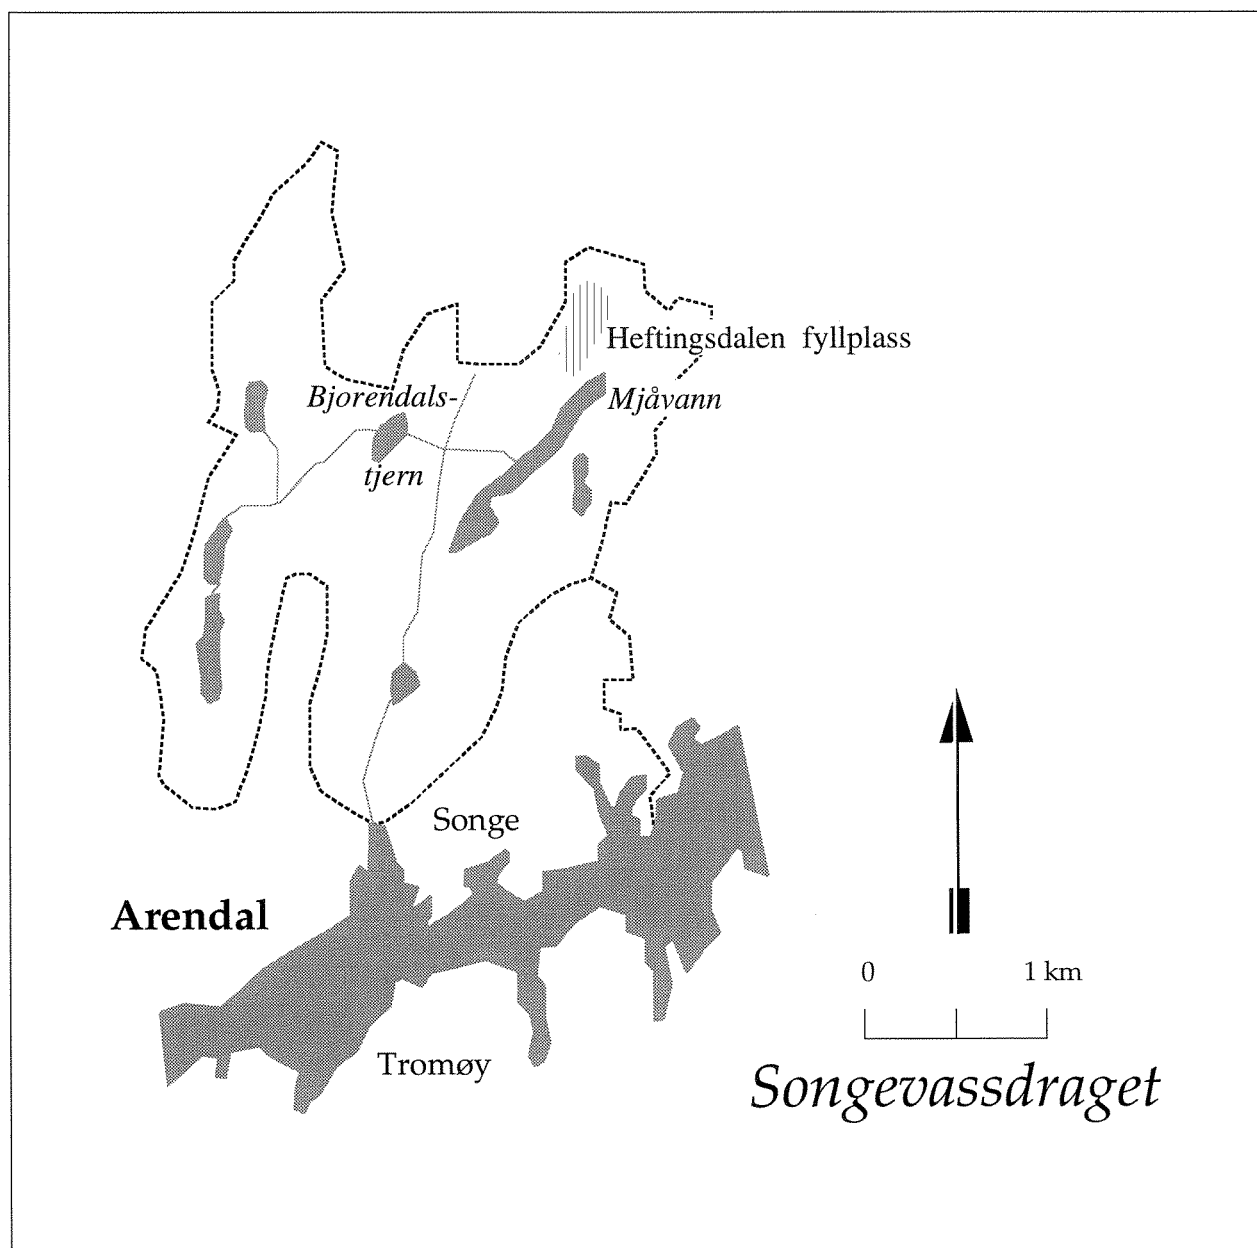 Heftingsdalen fyllplass
Bjorendals-
Mjåvann
tjern
Songe
Arendal
0 1 km
Tromøy
Songevassdraget